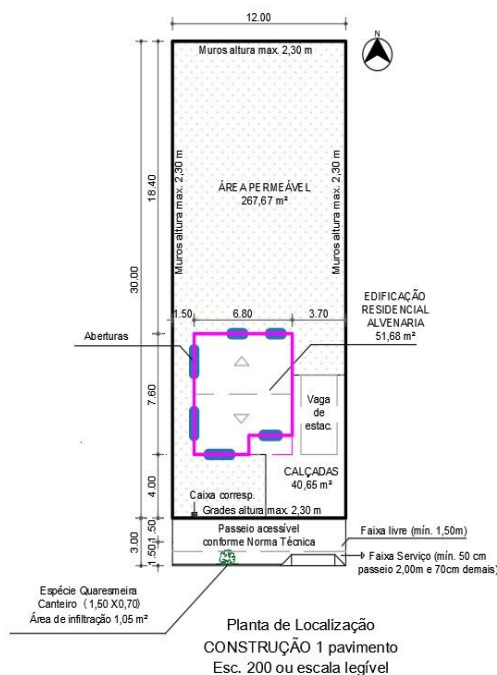 12.00
Muros altura max. 2,30 m
Muros altura max. 2,30 m
Muros altura max. 2,30 m
18.40
30.00
ÁREA PERMEÁVEL
267,67 m²
1.50
6.80
3.70
EDIFICAÇÃO
RESIDENCIAL
ALVENARIA
51,68 m²
Aberturas
7.60
Vaga
de
estac.
CALÇADAS
40,65 m²
4.00
Caixa corresp.
Grades altura max. 2,30 m
3.00
1.50
1.50
Passeio acessível
conforme Norma Técnica
Faixa livre (mín. 1,50m)
Faixa Serviço (mín. 50 cm
passeio 2,00m e 70cm demais)
Espécie Quaresmeira
Canteiro (1,50 X0,70)
Área de infiltração 1,05 m²
Planta de Localização
CONSTRUÇÃO 1 pavimento
Esc. 200 ou escala legível